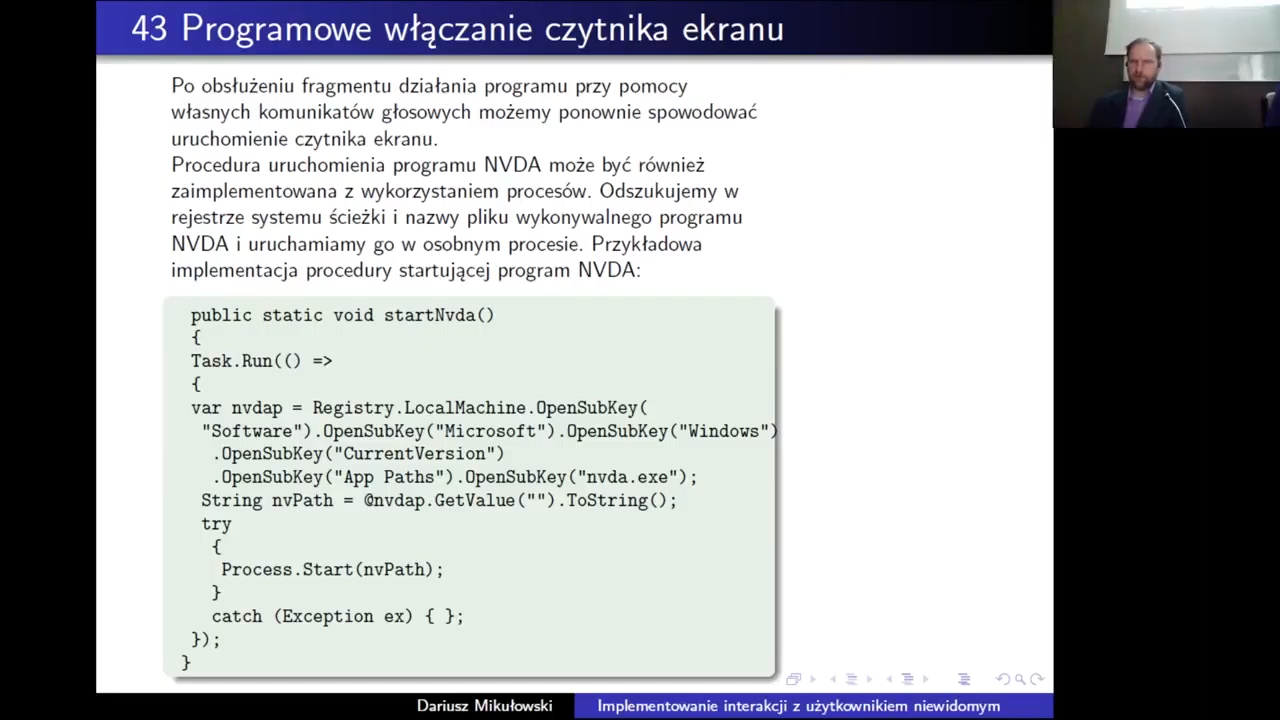 43 Programowe włączanie czytnika ekranu
Po obsłużeniu fragmentu działania programu przy pomocy
własnych komunikatów głosowych możemy ponownie spowodować
uruchomienie czytnika ekranu.
Procedura uruchomienia programu NVDA może być również
zaimplementowana z wykorzystaniem procesów. Odszukujemy w
rejestrze systemu ścieżki i nazwy pliku wykonywalnego programu
NVDA i uruchamiamy go w osobnym procesie. Przykładowa
implementacja procedury startującej program NVDA:
public static void startNvda()
{
Task.Run(() =>
{
var nvdap = Registry.LocalMachine.OpenSubKey(
"Software").OpenSubKey("Microsoft").OpenSubKey("Windows")
.OpenSubKey("CurrentVersion")
.OpenSubKey("App Paths").OpenSubKey("nvda.exe");
String nvPath = @nvdap.GetValue("").ToString();
try
{
Process.Start(nvPath);
}
catch (Exception ex) { };
});
}
Dariusz Mikułowski
Implementowanie interakcji z użytkownikiem niewidomym